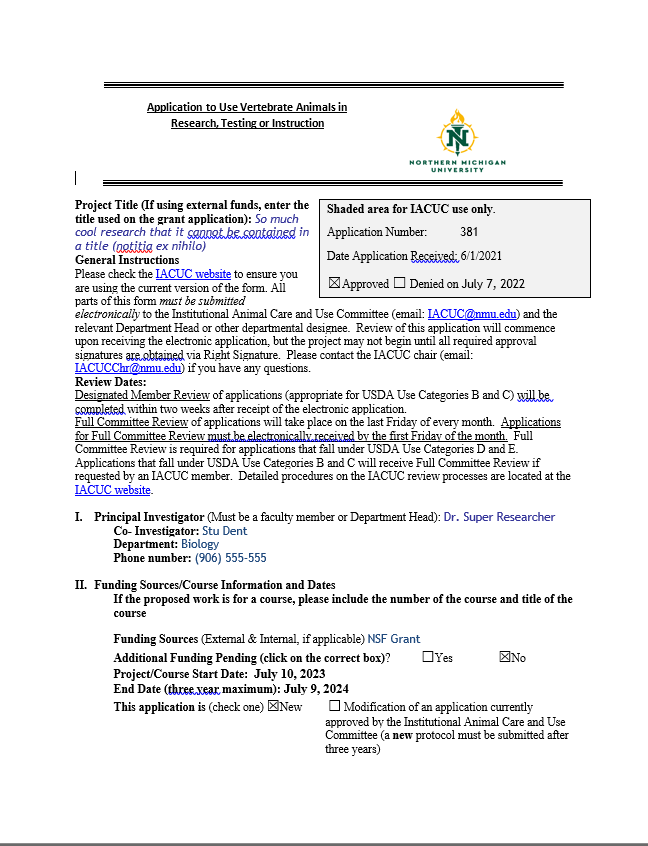 Application to Use Vertebrate Animals in
Research, Testing or Instruction
N
NORTHERN MICHIGAN
UNIVERSITY
Project Title (If using external funds, enter the
title used on the grant application): So much
cool research that it cannot be contained in
a title (notitia ex nihilo)
Shaded area for IACUC use only.
Application Number: 381
Date Application Received: 6/1/2021
☒Approved ☐ Denied on July 7, 2022
General Instructions
Please check the IACUC website to ensure you
are using the current version of the form. All
parts of this form must be submitted
electronically to the Institutional Animal Care and Use Committee (email: IACUC@nmu.edu) and the
relevant Department Head or other departmental designee. Review of this application will commence
upon receiving the electronic application, but the project may not begin until all required approval
signatures are obtained via Right Signature. Please contact the IACUC chair (email:
IACUCChr@nmu.edu) if you have any questions.
Review Dates:
Designated Member Review of applications (appropriate for USDA Use Categories B and C) will be
completed within two weeks after receipt of the electronic application.
Full Committee Review of applications will take place on the last Friday of every month. Applications
for Full Committee Review must be electronically received by the first Friday of the month. Full
Committee Review is required for applications that fall under USDA Use Categories D and E.
Applications that fall under USDA Use Categories B and C will receive Full Committee Review if
requested by an IACUC member. Detailed procedures on the IACUC review processes are located at the
IACUC website.
I. Principal Investigator (Must be a faculty member or Department Head): Dr. Super Researcher
Co- Investigator: Stu Dent
Department: Biology
Phone number: (906) 555-555
II. Funding Sources/Course Information and Dates
If the proposed work is for a course, please include the number of the course and title of the
course
Funding Sources (External & Internal, if applicable) NSF Grant
Additional Funding Pending (click on the correct box)? ☐Yes ☒No
Project/Course Start Date: July 10, 2023
End Date (three year maximum): July 9, 2024
This application is (check one) ☒New ☐ Modification of an application currently
approved by the Institutional Animal Care and Use
Committee (a new protocol must be submitted after
three years)